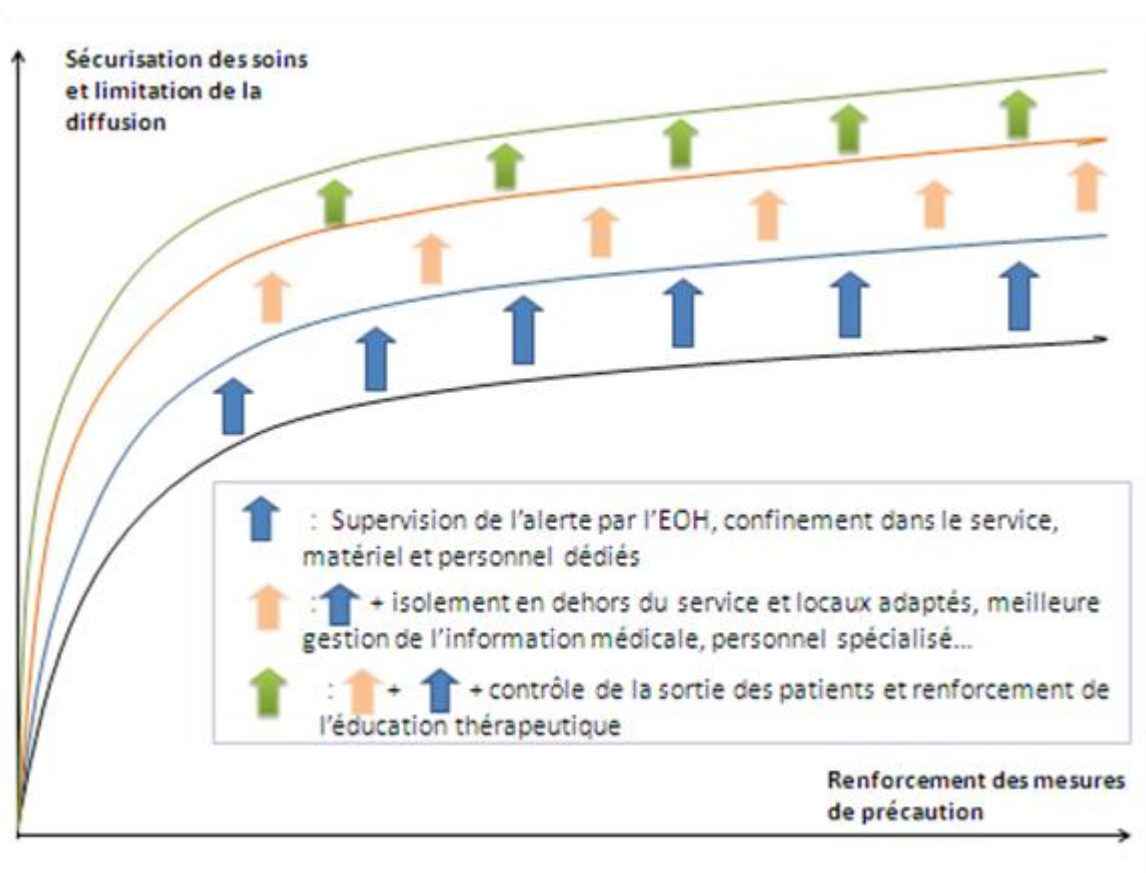 Sécurisation des soins
et limitation de la
diffusion
: Supervision de l'alerte par l'EOH, confinement dans le service,
matériel et personnel dédiés
: + isolement en dehors du service et locaux adaptés, meilleure
gestion de l'information médicale, personnel spécialisé...
: + + contrôle de la sortie des patients et renforcement de
l'éducation thérapeutique
Renforcement des mesures
de précaution